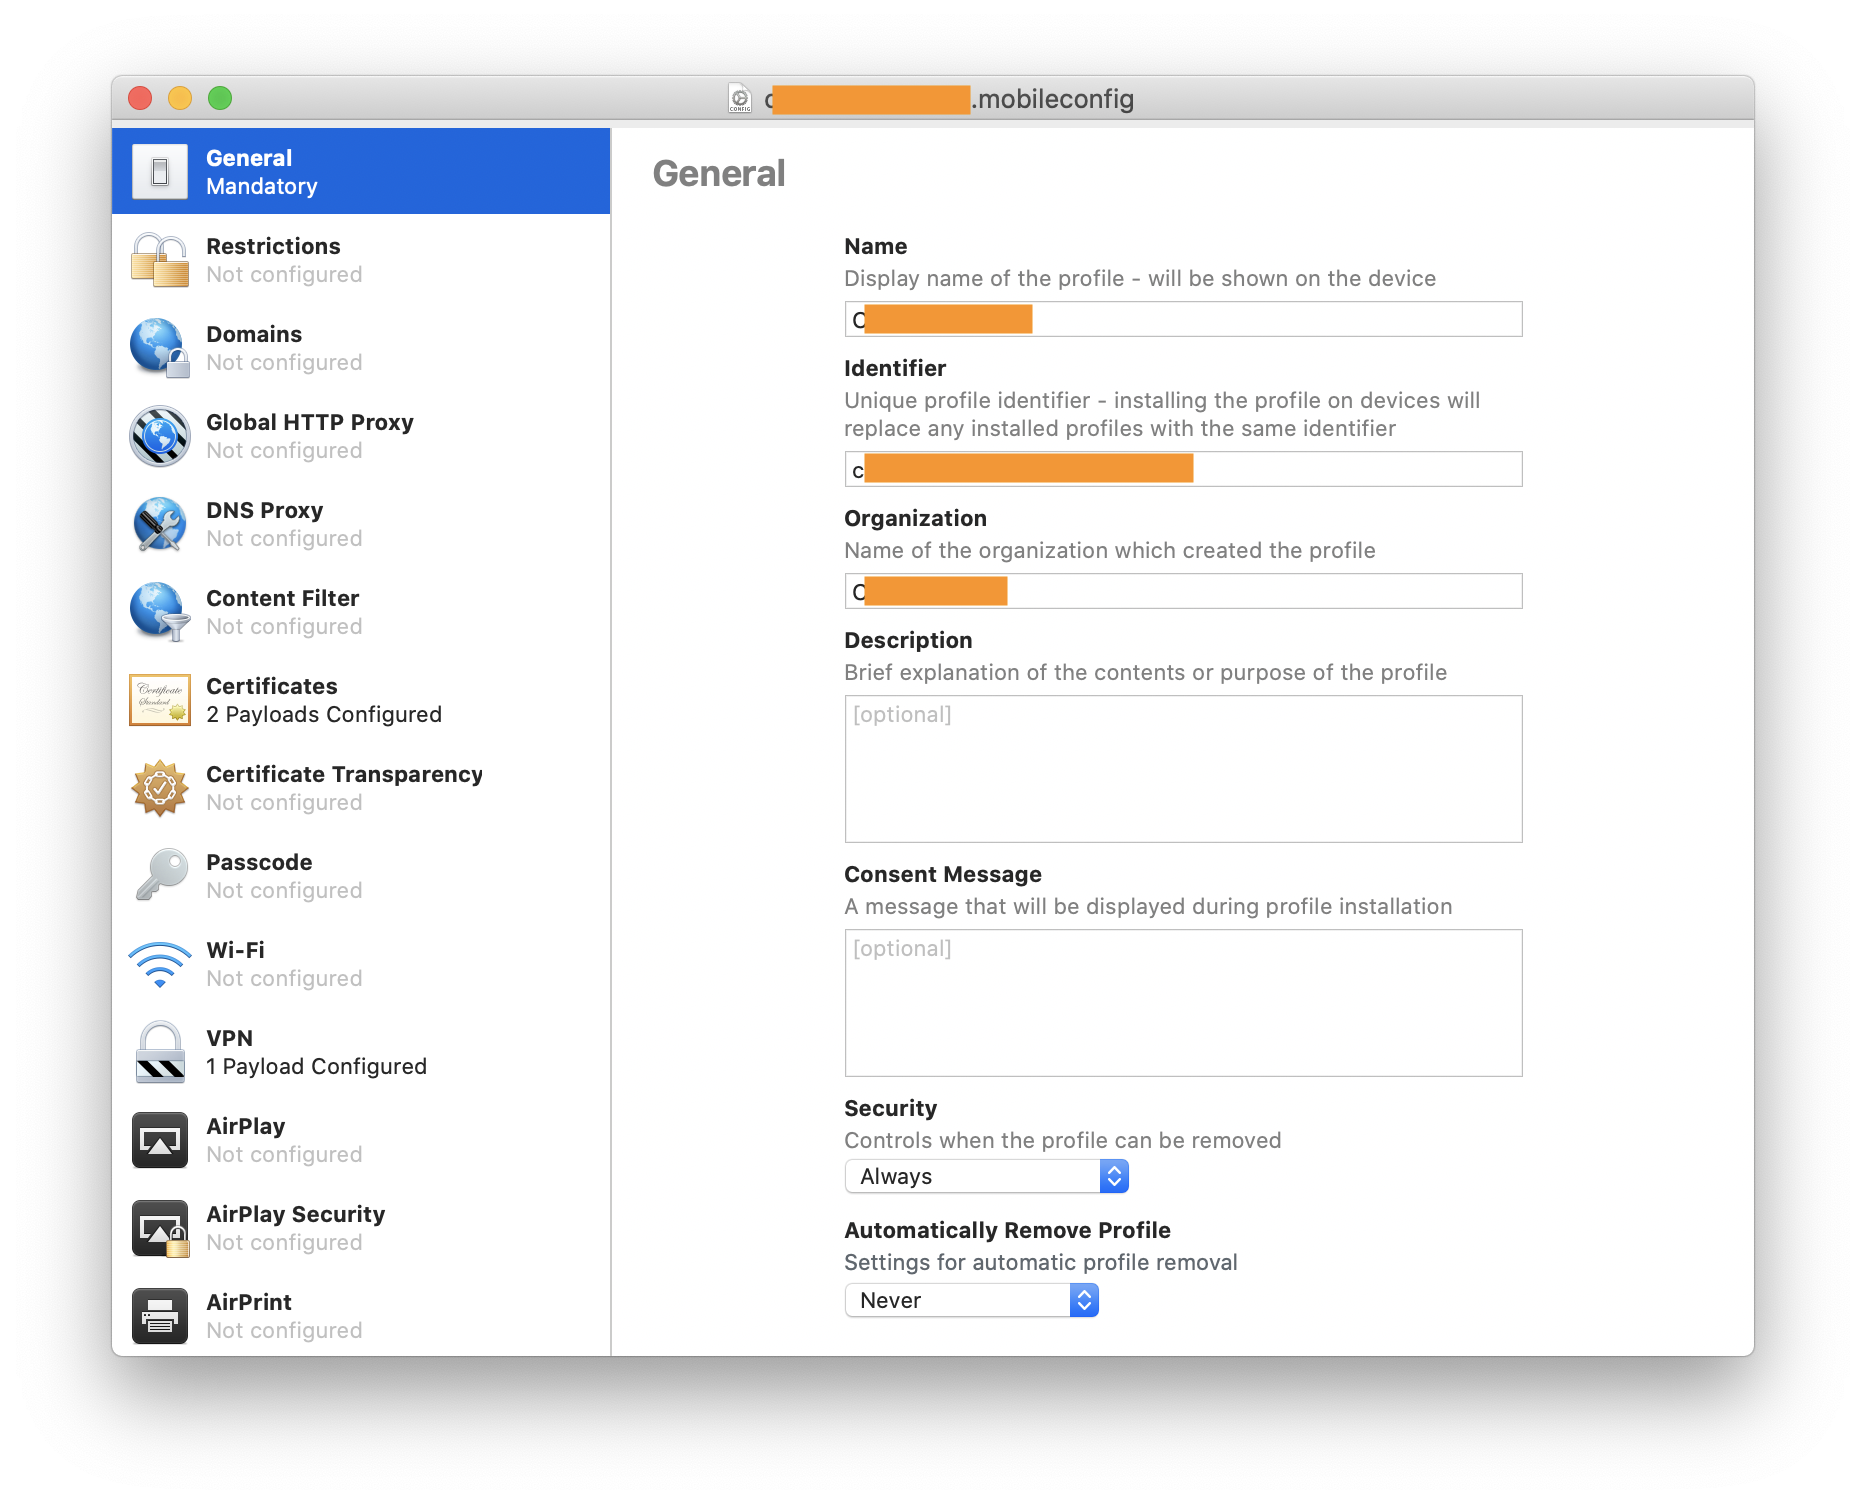 .mobileconfig
General
Mandatory
Restrictions
Not configured
Domains
Not configured
Global HTTP Proxy
Not configured
DNS Proxy
Not configured
Content Filter
Not configured
Certificates
2 Payloads Configured
Certificate Transparency
Not configured
Passcode
Not configured
Wi-Fi
Not configured
VPN
1 Payload Configured
AirPlay
Not configured
AirPlay Security
Not configured
AirPrint
Not configured
General
Name
Display name of the profile - will be shown on the device
Identifier
Unique profile identifier - installing the profile on devices will
replace any installed profiles with the same identifier
c
Organization
Name of the organization which created the profile
Description
Brief explanation of the contents or purpose of the profile
[optional]
Consent Message
A message that will be displayed during profile installation
[optional]
Security
Controls when the profile can be removed
Always
Automatically Remove Profile
Settings for automatic profile removal
Never